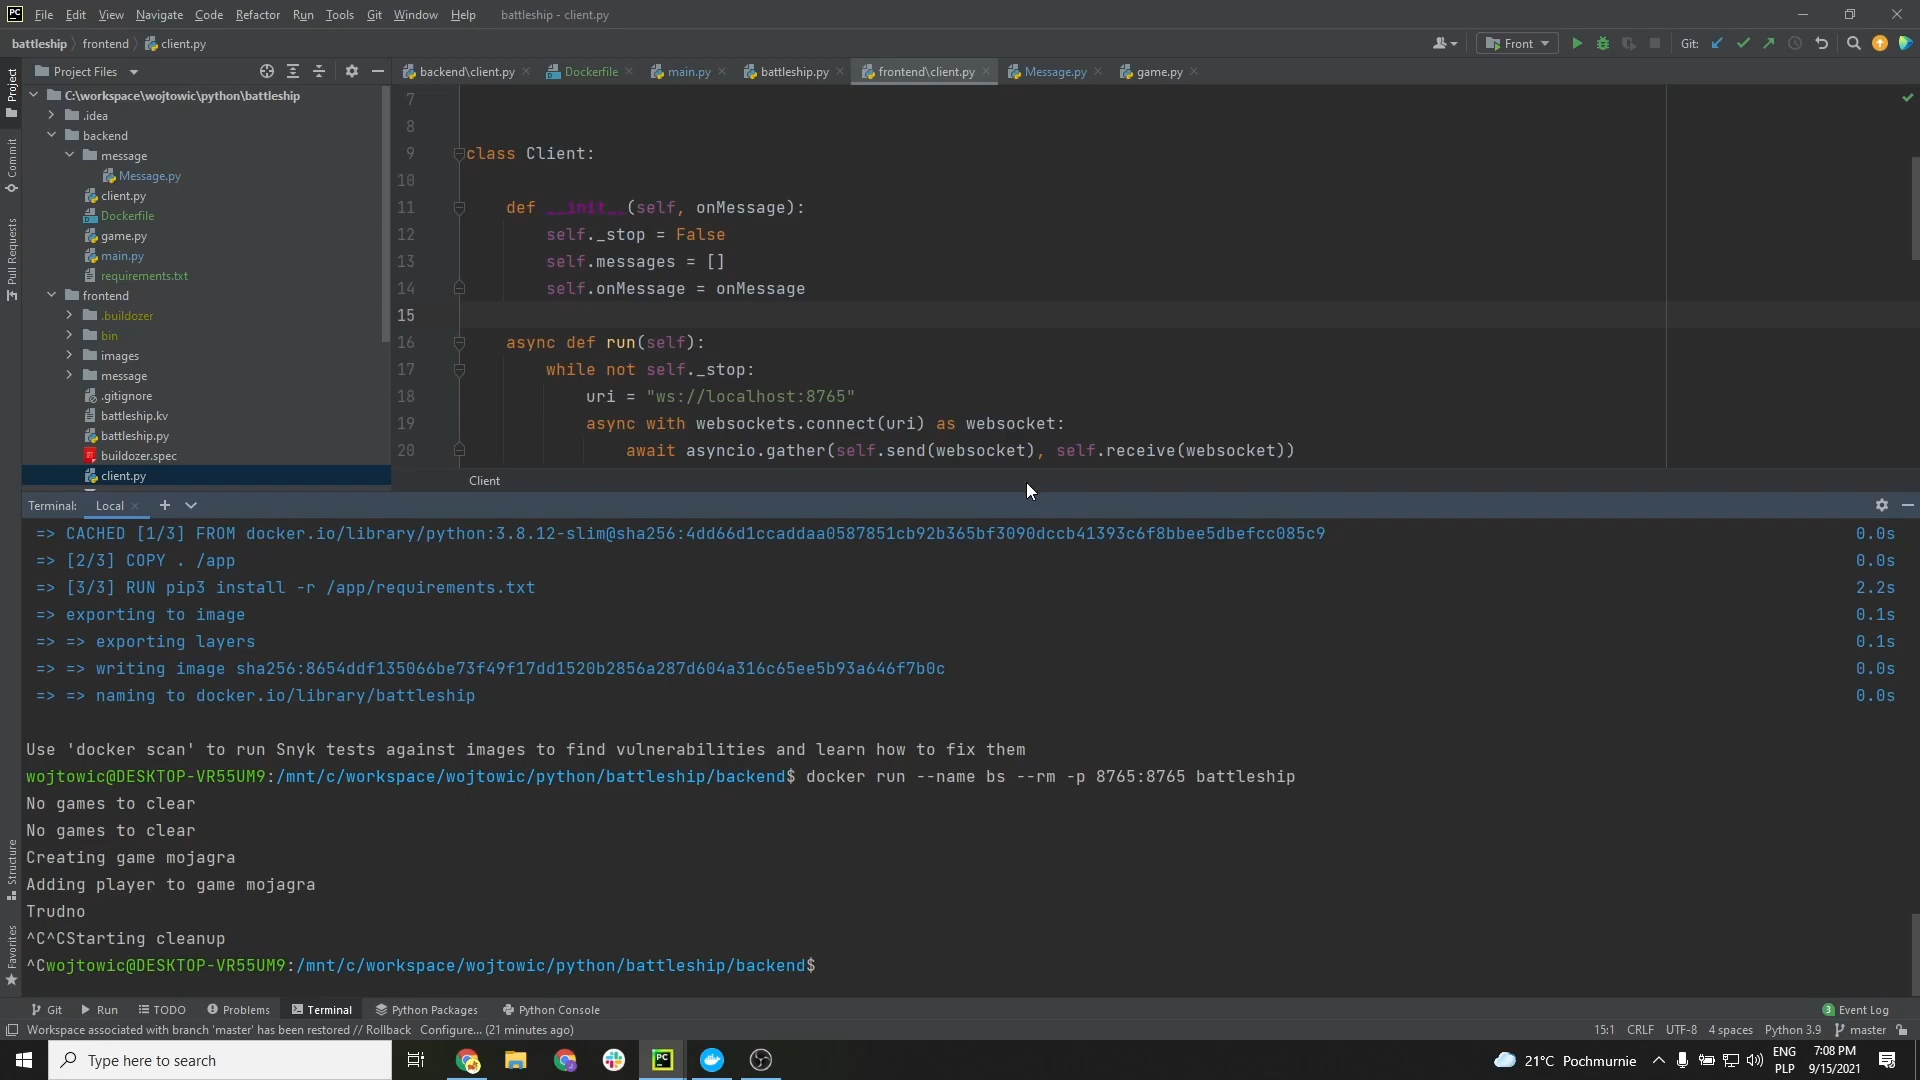 PC File Edit View Navigate Code Refactor Run Tools Git Window Help battleship - client.py
battleship frontend client.py Front Git:
Project Files backend\client.py Dockerfile main.py battleship.py frontend\client.py Message.py game.py
Project
Commit
Pull Requests
Structure
Favorites
C:\workspace\wojtowic\python\battleship
.idea
backend
message
Message.py
client.py
Dockerfile
game.py
main.py
requirements.txt
frontend
.buildozer
bin
images
message
.gitignore
battleship.kv
battleship.py
buildozer.spec
client.py
7
8
9 class Client:
10
11 def __init__(self, onMessage):
12 self._stop = False
13 self.messages = []
14 self.onMessage = onMessage
15
16 async def run(self):
17 while not self._stop:
18 uri = "ws://localhost:8765"
19 async with websockets.connect(uri) as websocket:
20 await asyncio.gather(self.send(websocket), self.receive(websocket))
Client
Terminal: Local
=> CACHED [1/3] FROM docker.io/library/python:3.8.12-slim@sha256:4dd66d1ccaddaa0587851cb92b365bf3090dccb41393c6f8bbee5dbefcc085c9 0.0s
=> [2/3] COPY . /app 0.0s
=> [3/3] RUN pip3 install -r /app/requirements.txt 2.2s
=> exporting to image 0.1s
=> => exporting layers 0.1s
=> => writing image sha256:8654ddf135066be73f49f17dd1520b2856a287d604a316c65ee5b93a646f7b0c 0.0s
=> => naming to docker.io/library/battleship 0.0s
Use 'docker scan' to run Snyk tests against images to find vulnerabilities and learn how to fix them
wojtowic@DESKTOP-VR55UM9:/mnt/c/workspace/wojtowic/python/battleship/backend$ docker run --name bs --rm -p 8765:8765 battleship
No games to clear
No games to clear
Creating game mojagra
Adding player to game mojagra
Trudno
^C^CStarting cleanup
^Cwojtowic@DESKTOP-VR55UM9:/mnt/c/workspace/wojtowic/python/battleship/backend$
Git Run TODO Problems Terminal Python Packages Python Console 3 Event Log
Workspace associated with branch 'master' has been restored // Rollback Configure... (21 minutes ago) 15:1 CRLF UTF-8 4 spaces Python 3.9 master
Type here to search PC 21°C Pochmurnie ENG 7:08 PM
PLP 9/15/2021